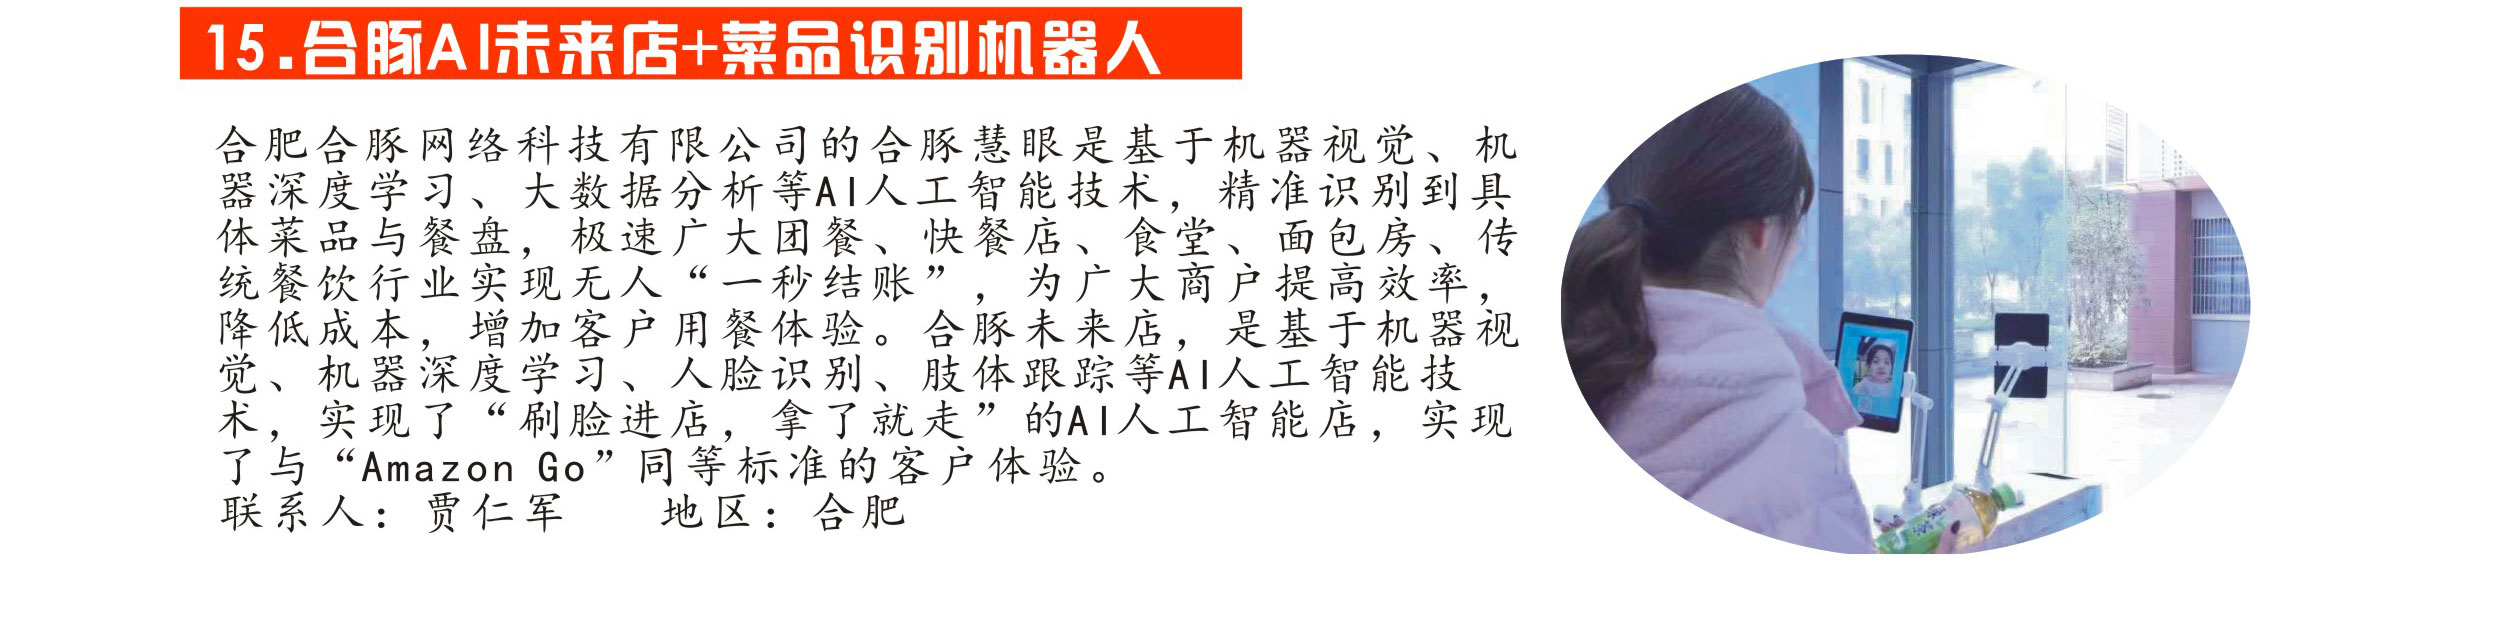 15.合豚AI未来店+菜品识别机器人
合肥合豚网络科技有限公司的合豚慧眼是基于机器视觉、机
器深度学习、大数据分析等AI人工智能技术，精准识别到具
体菜品与餐盘，极速广大团餐、快餐店、食堂、面包房、传
统餐饮行业实现无人“一秒结账”，为广大商户提高效率，
降低成本，增加客户用餐体验。合豚未来店，是基于机器视
觉、机器深度学习、人脸识别、肢体跟踪等AI人工智能技
术，实现了“刷脸进店，拿了就走”的AI人工智能店，实现
了与“Amazon Go”同等标准的客户体验。
联系人：贾仁军 地区：合肥